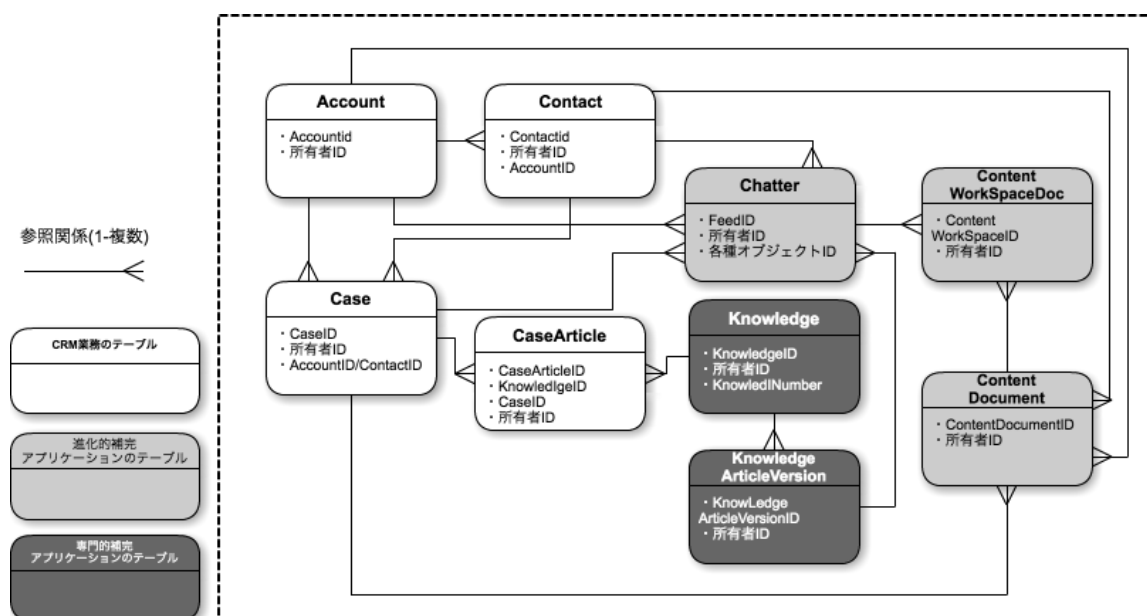 Account
・Accountid
・所有者ID
Contact
・Contactid
・所有者ID
・AccountID
Chatter
・FeedID
・所有者ID
・各種オブジェクトID
Content
WorkSpaceDoc
・Content
WorkSpaceID
・所有者ID
参照関係(1-複数)
Case
・CaseID
・所有者ID
・AccountID/ContactID
CaseArticle
・CaseArticleID
・KnowledIgeID
・CaseID
・所有者ID
Knowledge
・KnowledgeID
・所有者ID
・KnowledINumber
Content
Document
・ContentDocumentID
・所有者ID
Knowledge
ArticleVersion
・KnowLedge
ArticleVersionID
・所有者ID
CRM業務のテーブル
進化的補完
アプリケーションのテーブル
専門的補完
アプリケーションのテーブル